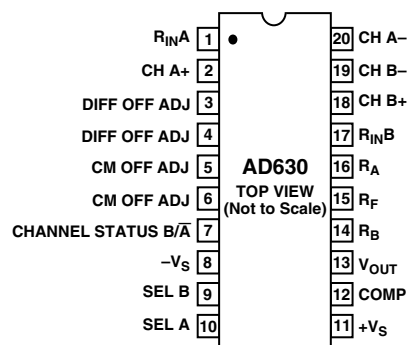 RINA 1
CH A+ 2
DIFF OFF ADJ 3
DIFF OFF ADJ 4
CM OFF ADJ 5
CM OFF ADJ 6
CHANNEL STATUS B/A̅ 7
–VS 8
SEL B 9
SEL A 10
AD630
TOP VIEW
(Not to Scale)
20 CH A–
19 CH B–
18 CH B+
17 RINB
16 RA
15 RF
14 RB
13 VOUT
12 COMP
11 +VS